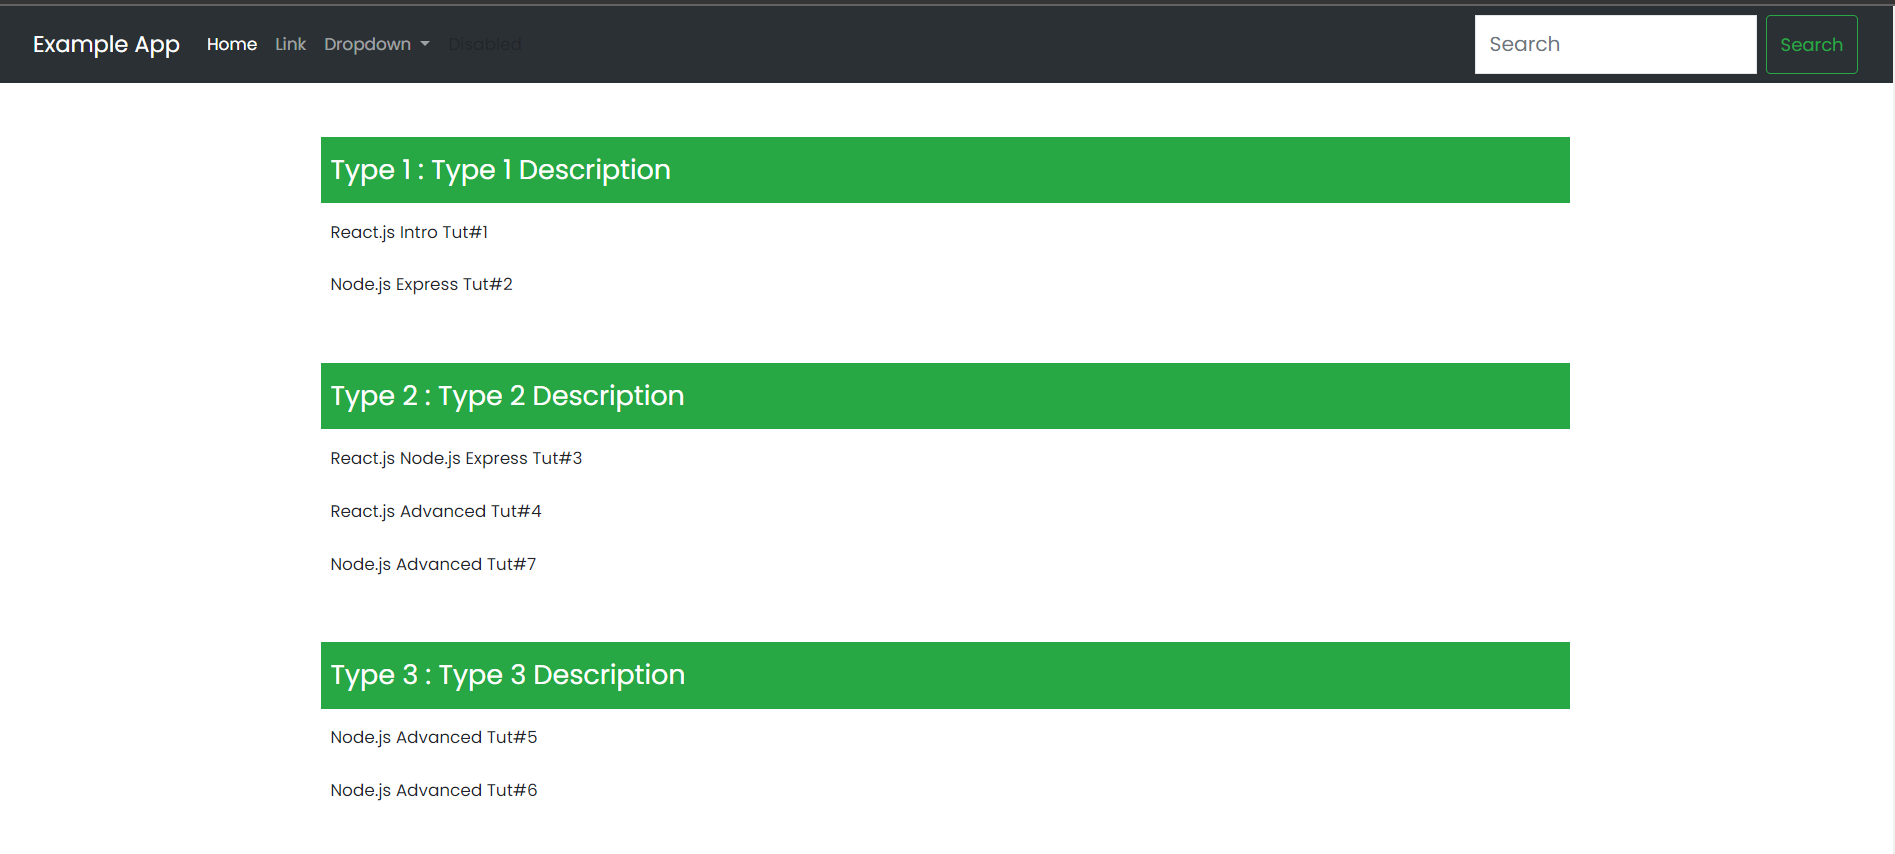 Example App Home Link Dropdown Disabled Search Search
Type 1 : Type 1 Description
React.js Intro Tut#1
Node.js Express Tut#2
Type 2 : Type 2 Description
React.js Node.js Express Tut#3
React.js Advanced Tut#4
Node.js Advanced Tut#7
Type 3 : Type 3 Description
Node.js Advanced Tut#5
Node.js Advanced Tut#6